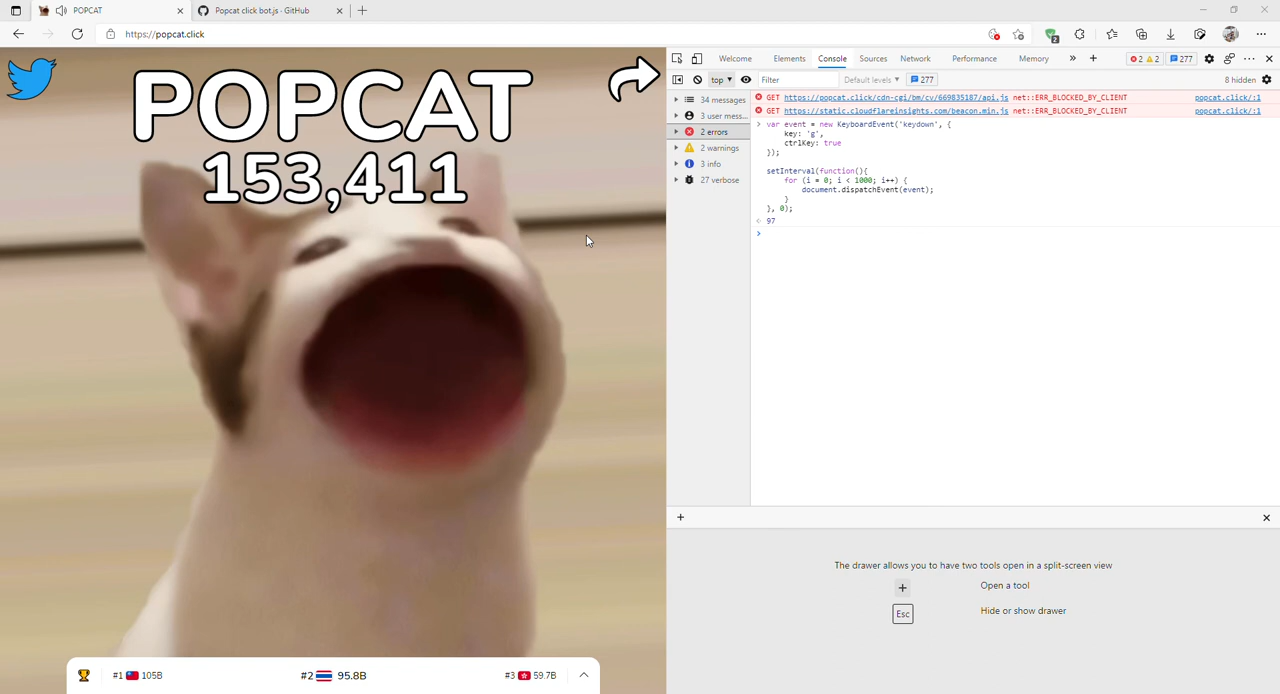 POPCAT
Popcat click bot.js · GitHub
https://popcat.click
2
POPCAT
153,411
#1 105B
#2 95.8B
#3 59.7B
Welcome Elements Console Sources Network Performance Memory
2 2 277
top Filter Default levels 277 8 hidden
34 messages
3 user mess...
2 errors
2 warnings
3 info
27 verbose
GET https://popcat.click/cdn-cgi/bm/cv/669835187/api.js net::ERR_BLOCKED_BY_CLIENT popcat.click/:1
GET https://static.cloudflareinsights.com/beacon.min.js net::ERR_BLOCKED_BY_CLIENT popcat.click/:1
var event = new KeyboardEvent('keydown', {
key: 'g',
ctrlKey: true
});
setInterval(function(){
for (i = 0; i < 1000; i++) {
document.dispatchEvent(event);
}
}, 0);
97
The drawer allows you to have two tools open in a split-screen view
+ Open a tool
Esc Hide or show drawer